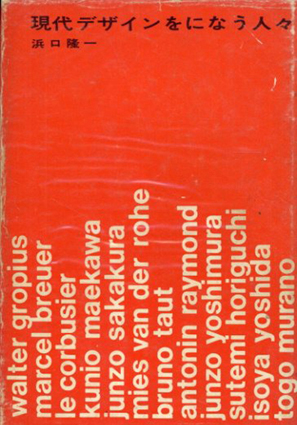 現代デザインをになう人々
浜口隆一
walter gropius
marcel breuer
le corbusier
kunio maekawa
junzo sakakura
mies van der rohe
bruno taut
antonin raymond
junzo yoshimura
sutemi horiguchi
isoya yoshida
togo murano